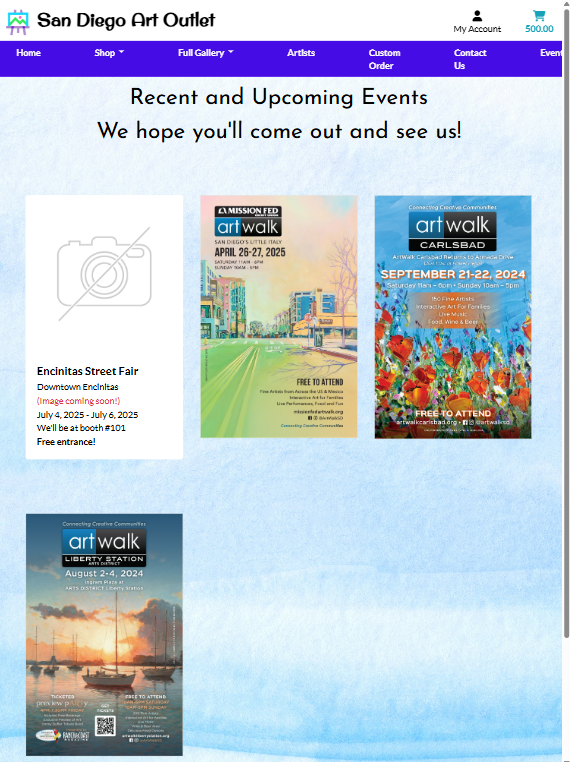 San Diego Art Outlet
My Account
500.00
Home
Shop
Full Gallery
Artists
Custom
Order
Contact
Us
Event
Recent and Upcoming Events
We hope you'll come out and see us!
Encinitas Street Fair
Downtown Encinitas
(Image coming soon!)
July 4, 2025 - July 6, 2025
We'll be at booth #101
Free entrance!
MISSION FED
artwalk
SAN DIEGO'S LITTLE ITALY
APRIL 26-27, 2025
SATURDAY 11AM - 6PM
SUNDAY 10AM - 5PM
FREE TO ATTEND
Fine Artists from Across the US & Mexico
Interactive Art for Families
Live Performances, Food and Fun
missionfedartwalk.org
@ArtWalkSD
Connecting Creative Communities
Connecting Creative Communities
artwalk
CARLSBAD
ArtWalk Carlsbad Returns to Armada Drive
SEPTEMBER 21-22, 2024
Saturday 11am - 6pm • Sunday 10am - 5pm
150 Fine Artists
Interactive Art For Families
Live Music
Food, Wine & Beer
FREE TO ATTEND
artwalkcarlsbad.org
@artwalksd
Connecting Creative Communities
artwalk
LIBERTY STATION
ARTS DISTRICT
August 2-4, 2024
Ingram Plaza at
ARTS DISTRICT Liberty Station
TICKETED
FREE TO ATTEND
GET
TICKETS